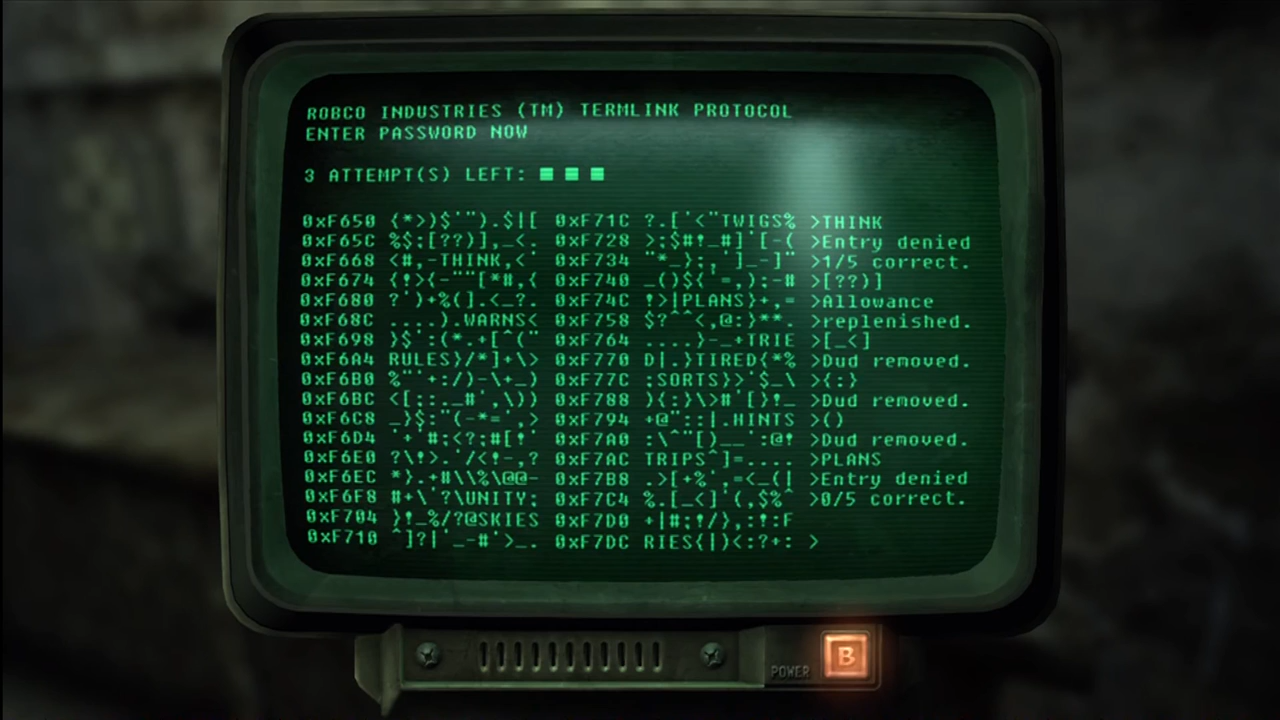 ROBCO INDUSTRIES (TM) TERMLINK PROTOCOL
ENTER PASSWORD NOW
3 ATTEMPT(S) LEFT: ■ ■ ■
0xF650 {*>)$'").$|[ 0xF71C ?.['<"TWIGS% >THINK
0xF65C %$:[??)],_<. 0xF728 >:$#!_#]'[-( >Entry denied
0xF668 <#,-THINK,<' 0xF734 "*_}:,']_-]" >1/5 correct.
0xF674 {!>{-""[*#,{ 0xF740 _()${'=,);-# >[??)]
0xF680 ?')+%(].<_?. 0xF74C !>|PLANS}+,= >Allowance
0xF68C ....).WARNS< 0xF758 $?^^<,@:}**. >replenished.
0xF698 }$':(*.+[^(" 0xF764 ....}-_+TRIE >[_<]
0xF6A4 RULES}/*]+\> 0xF770 D|.}TIRED{*% >Dud removed.
0xF6B0 %"'+:/)-\+_) 0xF77C :SORTS}>'$_\ >{:}
0xF6BC <[::._#',\)) 0xF788 ){:}\>#'[}!_ >Dud removed.
0xF6C8 _}$:"(-*=',> 0xF794 +@"::|.HINTS >()
0xF6D4 '+'#:<?;#[!' 0xF7A0 :\^"[)__':@! >Dud removed.
0xF6E0 ?\!>.'/<!-,? 0xF7AC TRIPS^]=.... >PLANS
0xF6EC *}.+#\\%\@@- 0xF7B8 .>[+%',=<_(| >Entry denied
0xF6F8 #+\'?\UNITY; 0xF7C4 %.[_<]'(,$%^ >0/5 correct.
0xF704 }!_%/?@SKIES 0xF7D0 +|#;!/},:!:F
0xF710 ^]?|'_-#'>_. 0xF7DC RIES{|)<:?+: >
POWER
B